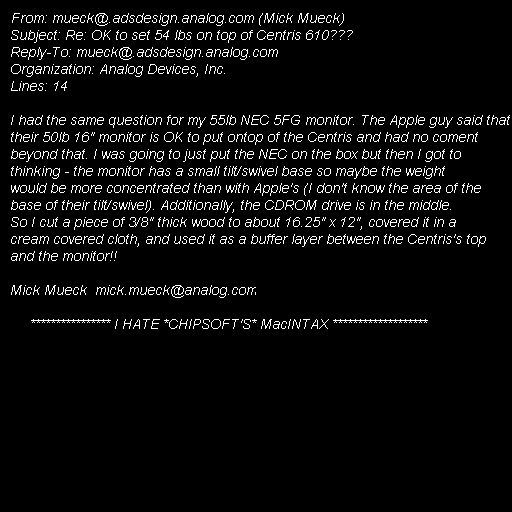 From: mueck@.adsdesign.analog.com (Mick Mueck)
Subject: Re: OK to set 54 lbs on top of Centris 610???
Reply-To: mueck@.adsdesign.analog.com
Organization: Analog Devices, Inc.
Lines: 14
I had the same question for my 55lb NEC 5FG monitor. The Apple guy said that
their 50lb 16" monitor is OK to put ontop of the Centris and had no coment
beyond that. I was going to just put the NEC on the box but then I got to
thinking - the monitor has a small tilt/swivel base so maybe the weight
would be more concentrated than with Apple's (I don't know the area of the
base of their tilt/swivel). Additionally, the CDROM drive is in the middle.
So I cut a piece of 3/8" thick wood to about 16.25" x 12", covered it in a
cream covered cloth, and used it as a buffer layer between the Centris's top
and the monitor!!
Mick Mueck  mick.mueck@analog.com
**************** I HATE *CHIPSOFT'S* MacINTAX *******************